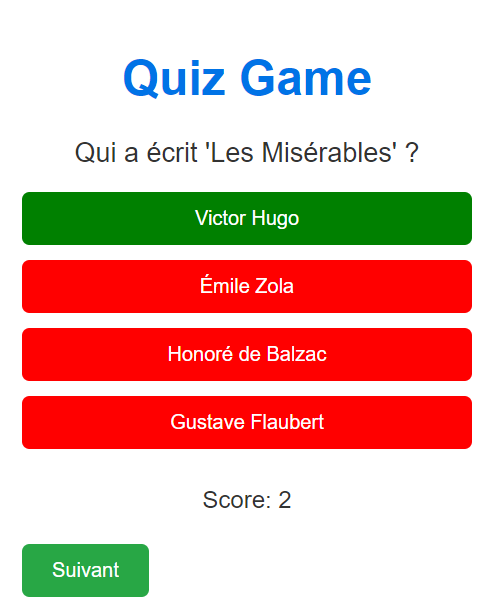 Quiz Game
Qui a écrit 'Les Misérables' ?
Victor Hugo
Émile Zola
Honoré de Balzac
Gustave Flaubert
Score: 2
Suivant